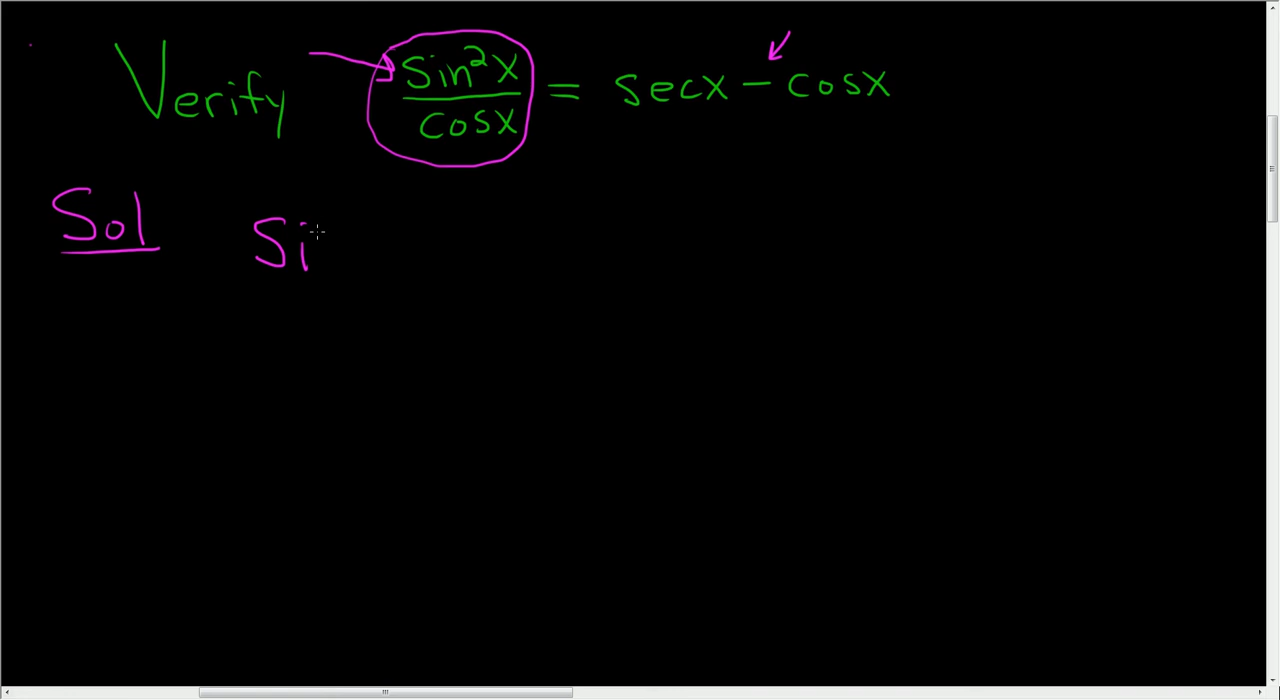 Verify sin²x/cosx = secx - cosx
Sol Si